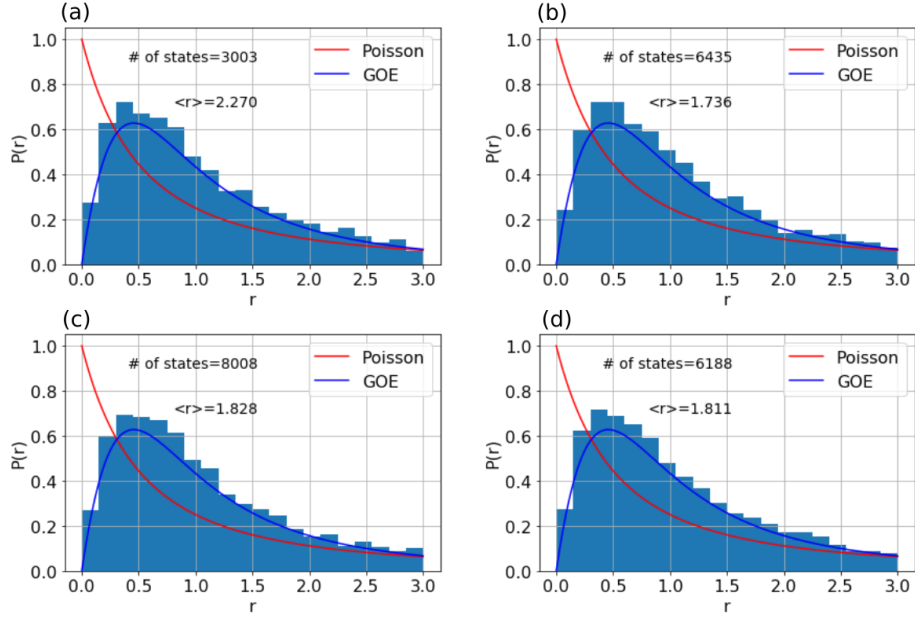 (a)
1.0
0.8
0.6
0.4
0.2
0.0
P(r)
# of states=3003
<r>=2.270
Poisson
GOE
0.0 0.5 1.0 1.5 2.0 2.5 3.0
r
(b)
1.0
0.8
0.6
0.4
0.2
0.0
P(r)
# of states=6435
<r>=1.736
Poisson
GOE
0.0 0.5 1.0 1.5 2.0 2.5 3.0
r
(c)
1.0
0.8
0.6
0.4
0.2
0.0
P(r)
# of states=8008
<r>=1.828
Poisson
GOE
0.0 0.5 1.0 1.5 2.0 2.5 3.0
r
(d)
1.0
0.8
0.6
0.4
0.2
0.0
P(r)
# of states=6188
<r>=1.811
Poisson
GOE
0.0 0.5 1.0 1.5 2.0 2.5 3.0
r